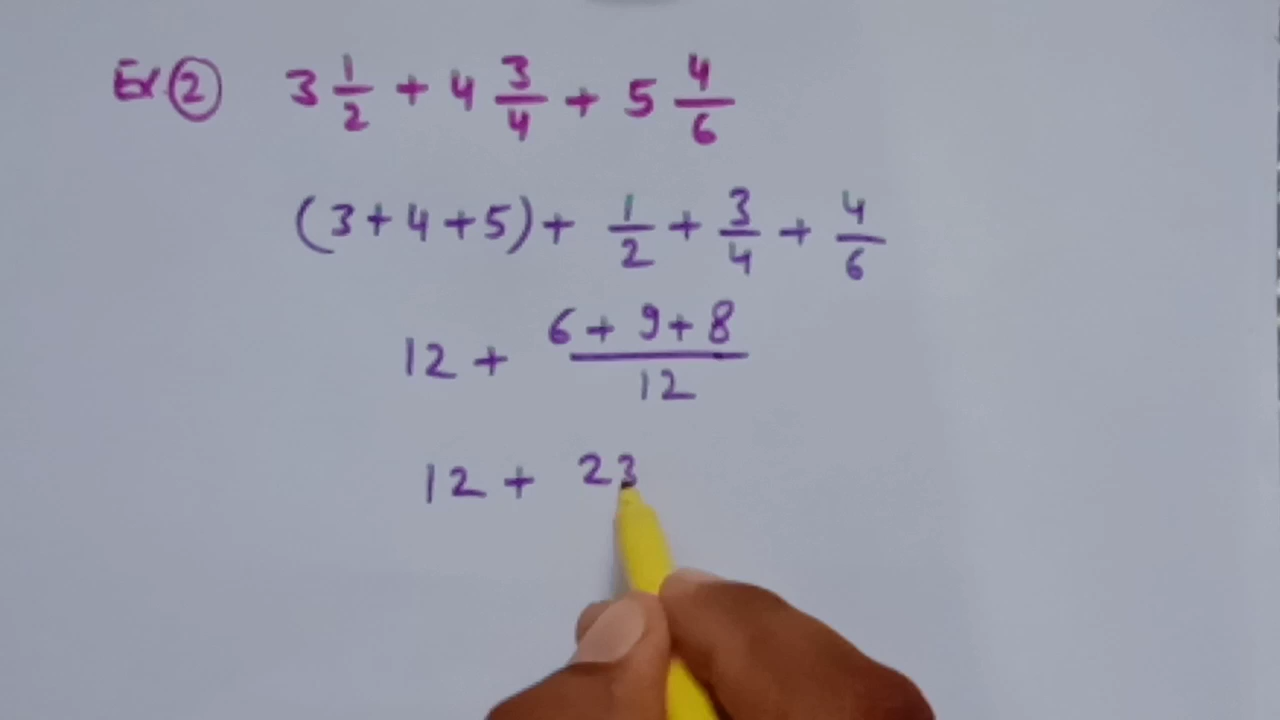 Ex. ② 3 1/2 + 4 3/4 + 5 4/6
(3+4+5) + 1/2 + 3/4 + 4/6
12 + (6 + 9 + 8)/12
12 + 23